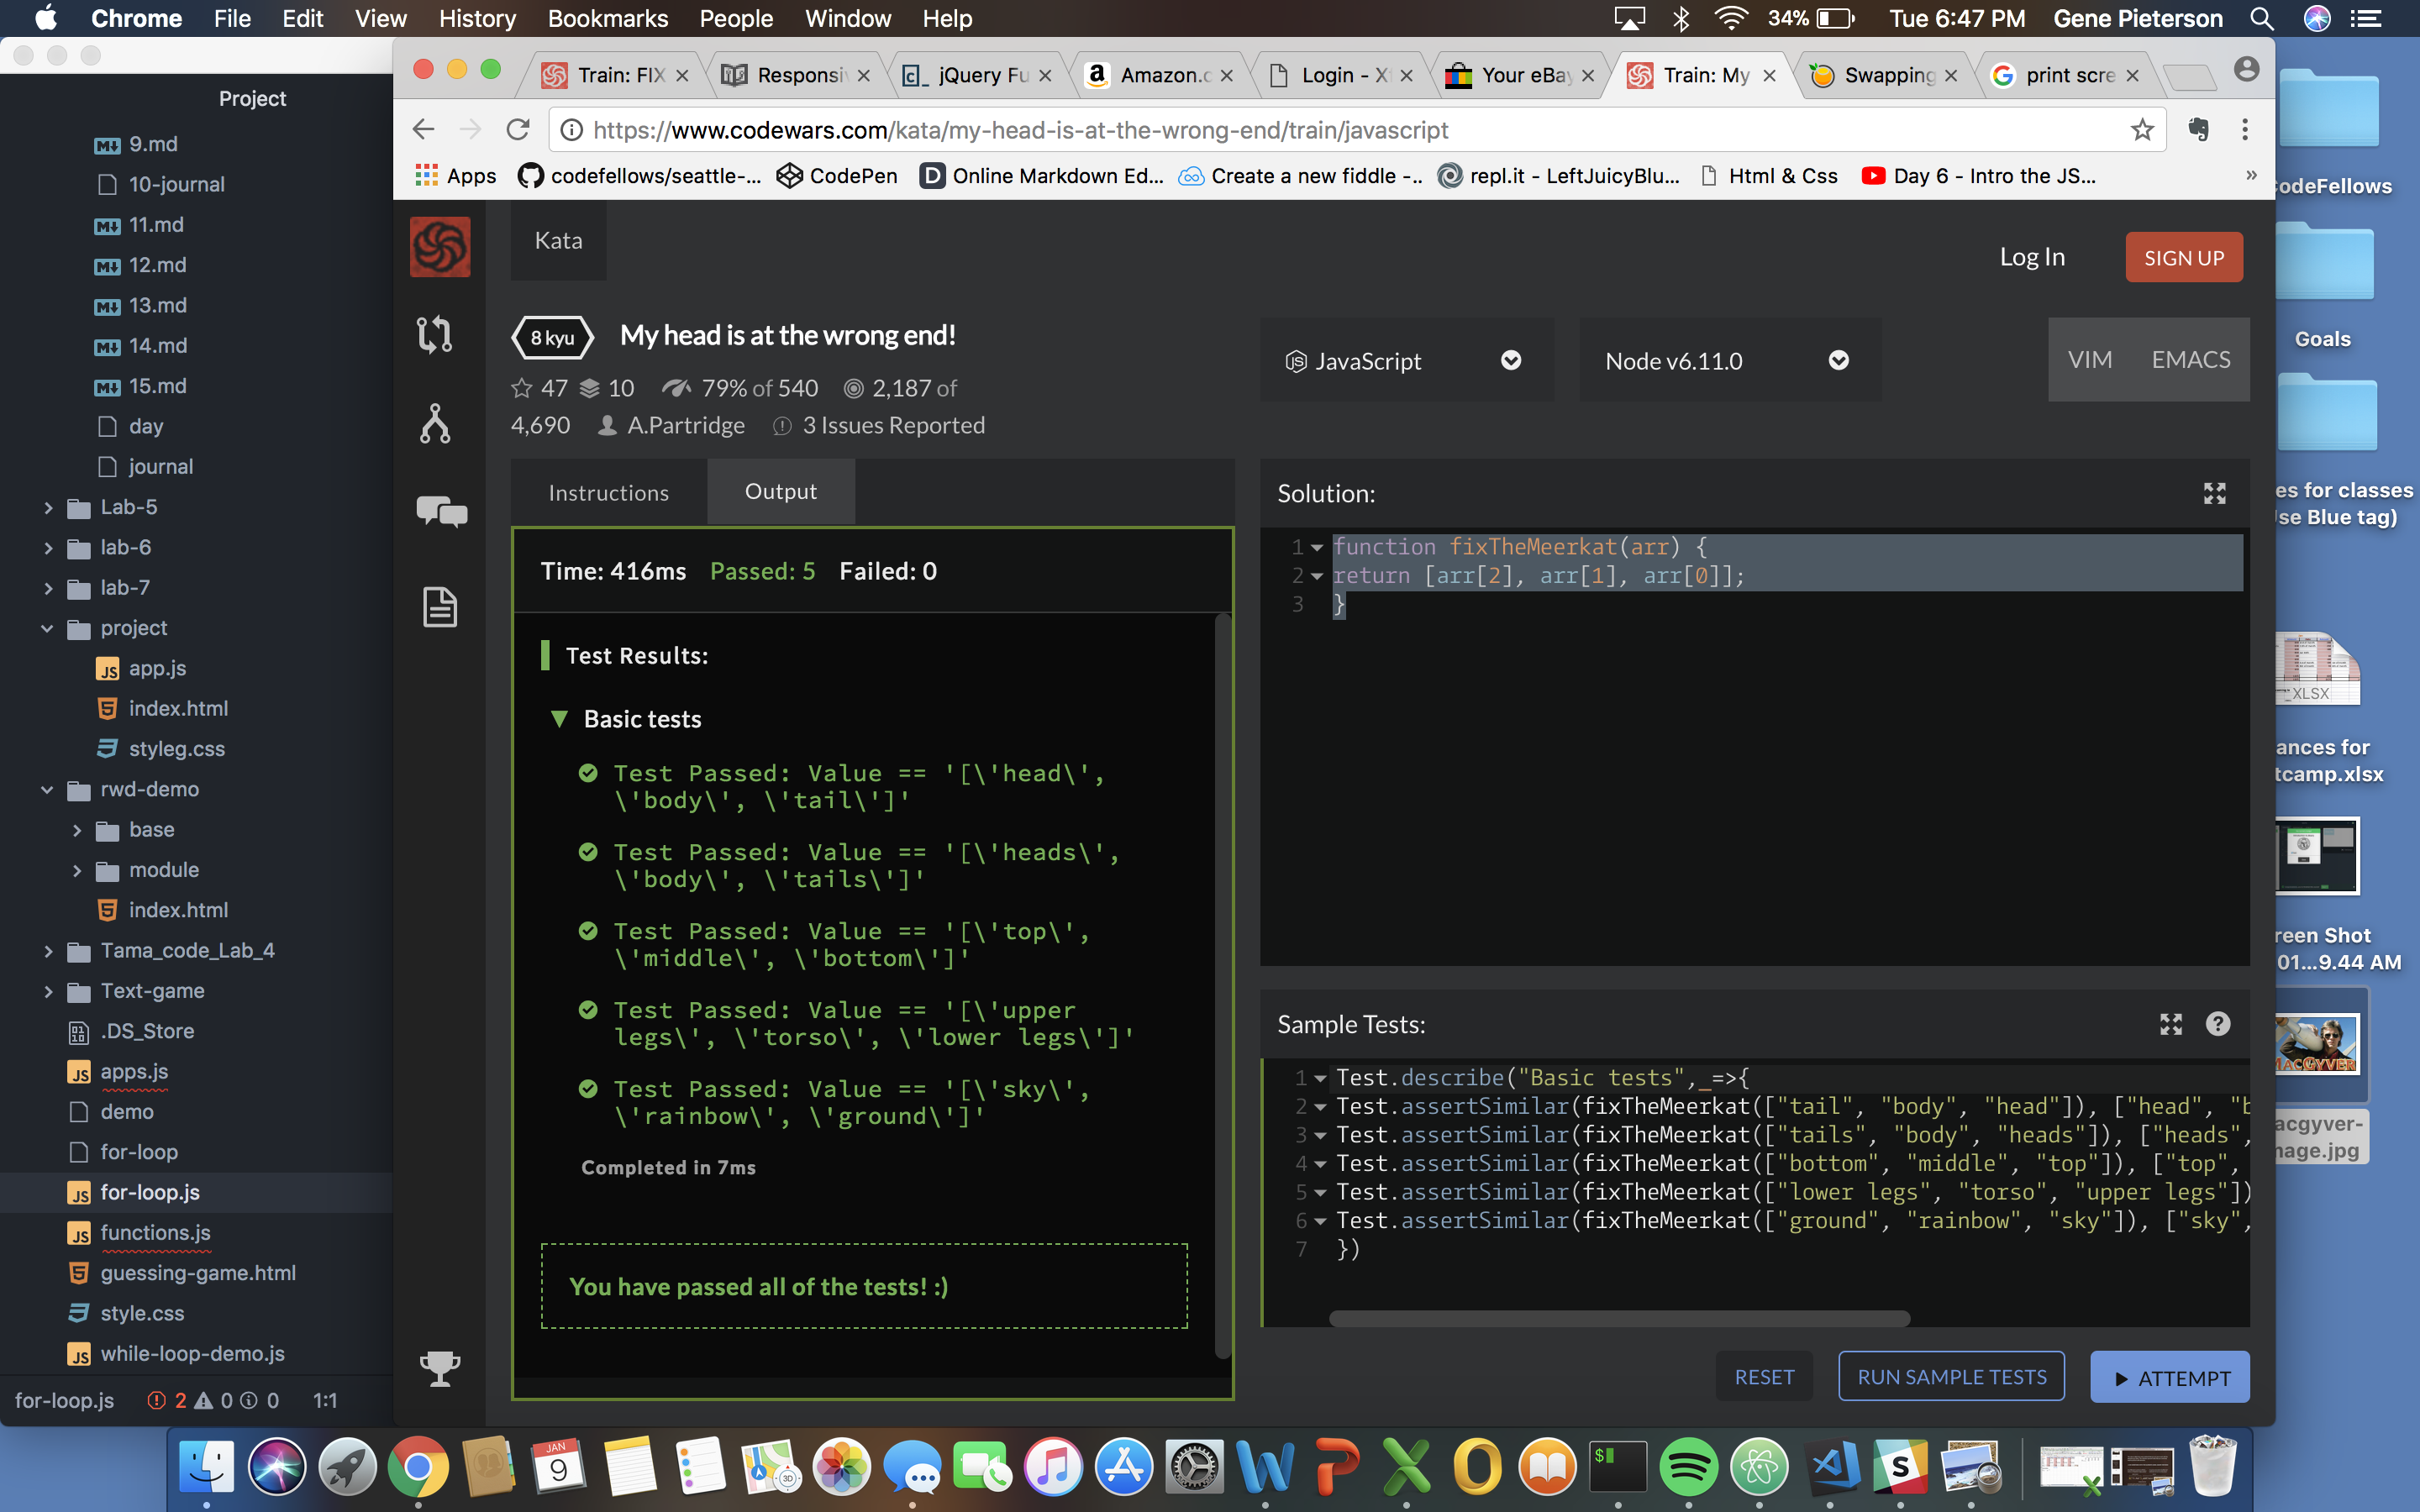 Chrome File Edit View History Bookmarks People Window Help 34% Tue 6:47 PM Gene Pieterson
Project
9.md
10-journal
11.md
12.md
13.md
14.md
15.md
day
journal
Lab-5
lab-6
lab-7
project
app.js
index.html
styleg.css
rwd-demo
base
module
index.html
Tama_code_Lab_4
Text-game
.DS_Store
apps.js
demo
for-loop
for-loop.js
functions.js
guessing-game.html
style.css
while-loop-demo.js
for-loop.js 2 0 0 1:1
Train: FIX Responsi jQuery Fu Amazon.c Login - Xf Your eBay Train: My Swapping print scre
https://www.codewars.com/kata/my-head-is-at-the-wrong-end/train/javascript
Apps codefellows/seattle-... CodePen Online Markdown Ed... Create a new fiddle -... repl.it - LeftJuicyBlu... Html & Css Day 6 - Intro the JS... »
Kata
Log In SIGN UP
8 kyu My head is at the wrong end!
47 10 79% of 540 2,187 of
4,690 A.Partridge 3 Issues Reported
JavaScript Node v6.11.0 VIM EMACS
Instructions Output
Time: 416ms Passed: 5 Failed: 0
Test Results:
Basic tests
Test Passed: Value == '[\'head\',
\'body\', \'tail\']'
Test Passed: Value == '[\'heads\',
\'body\', \'tails\']'
Test Passed: Value == '[\'top\',
\'middle\', \'bottom\']'
Test Passed: Value == '[\'upper
legs\', \'torso\', \'lower legs\']'
Test Passed: Value == '[\'sky\',
\'rainbow\', \'ground\']'
Completed in 7ms
You have passed all of the tests! :)
Solution:
1 function fixTheMeerkat(arr) {
2 return [arr[2], arr[1], arr[0]];
3 }
Sample Tests:
1 Test.describe("Basic tests",_=>{
2 Test.assertSimilar(fixTheMeerkat(["tail", "body", "head"]), ["head", "b
3 Test.assertSimilar(fixTheMeerkat(["tails", "body", "heads"]), ["heads",
4 Test.assertSimilar(fixTheMeerkat(["bottom", "middle", "top"]), ["top",
5 Test.assertSimilar(fixTheMeerkat(["lower legs", "torso", "upper legs"])
6 Test.assertSimilar(fixTheMeerkat(["ground", "rainbow", "sky"]), ["sky",
7 })
RESET RUN SAMPLE TESTS ATTEMPT
odeFellows
Goals
es for classes
se Blue tag)
XLSX
ances for
tcamp.xlsx
reen Shot
01...9.44 AM
MACGYVER
acgyver-
mage.jpg
JAN
9
3D